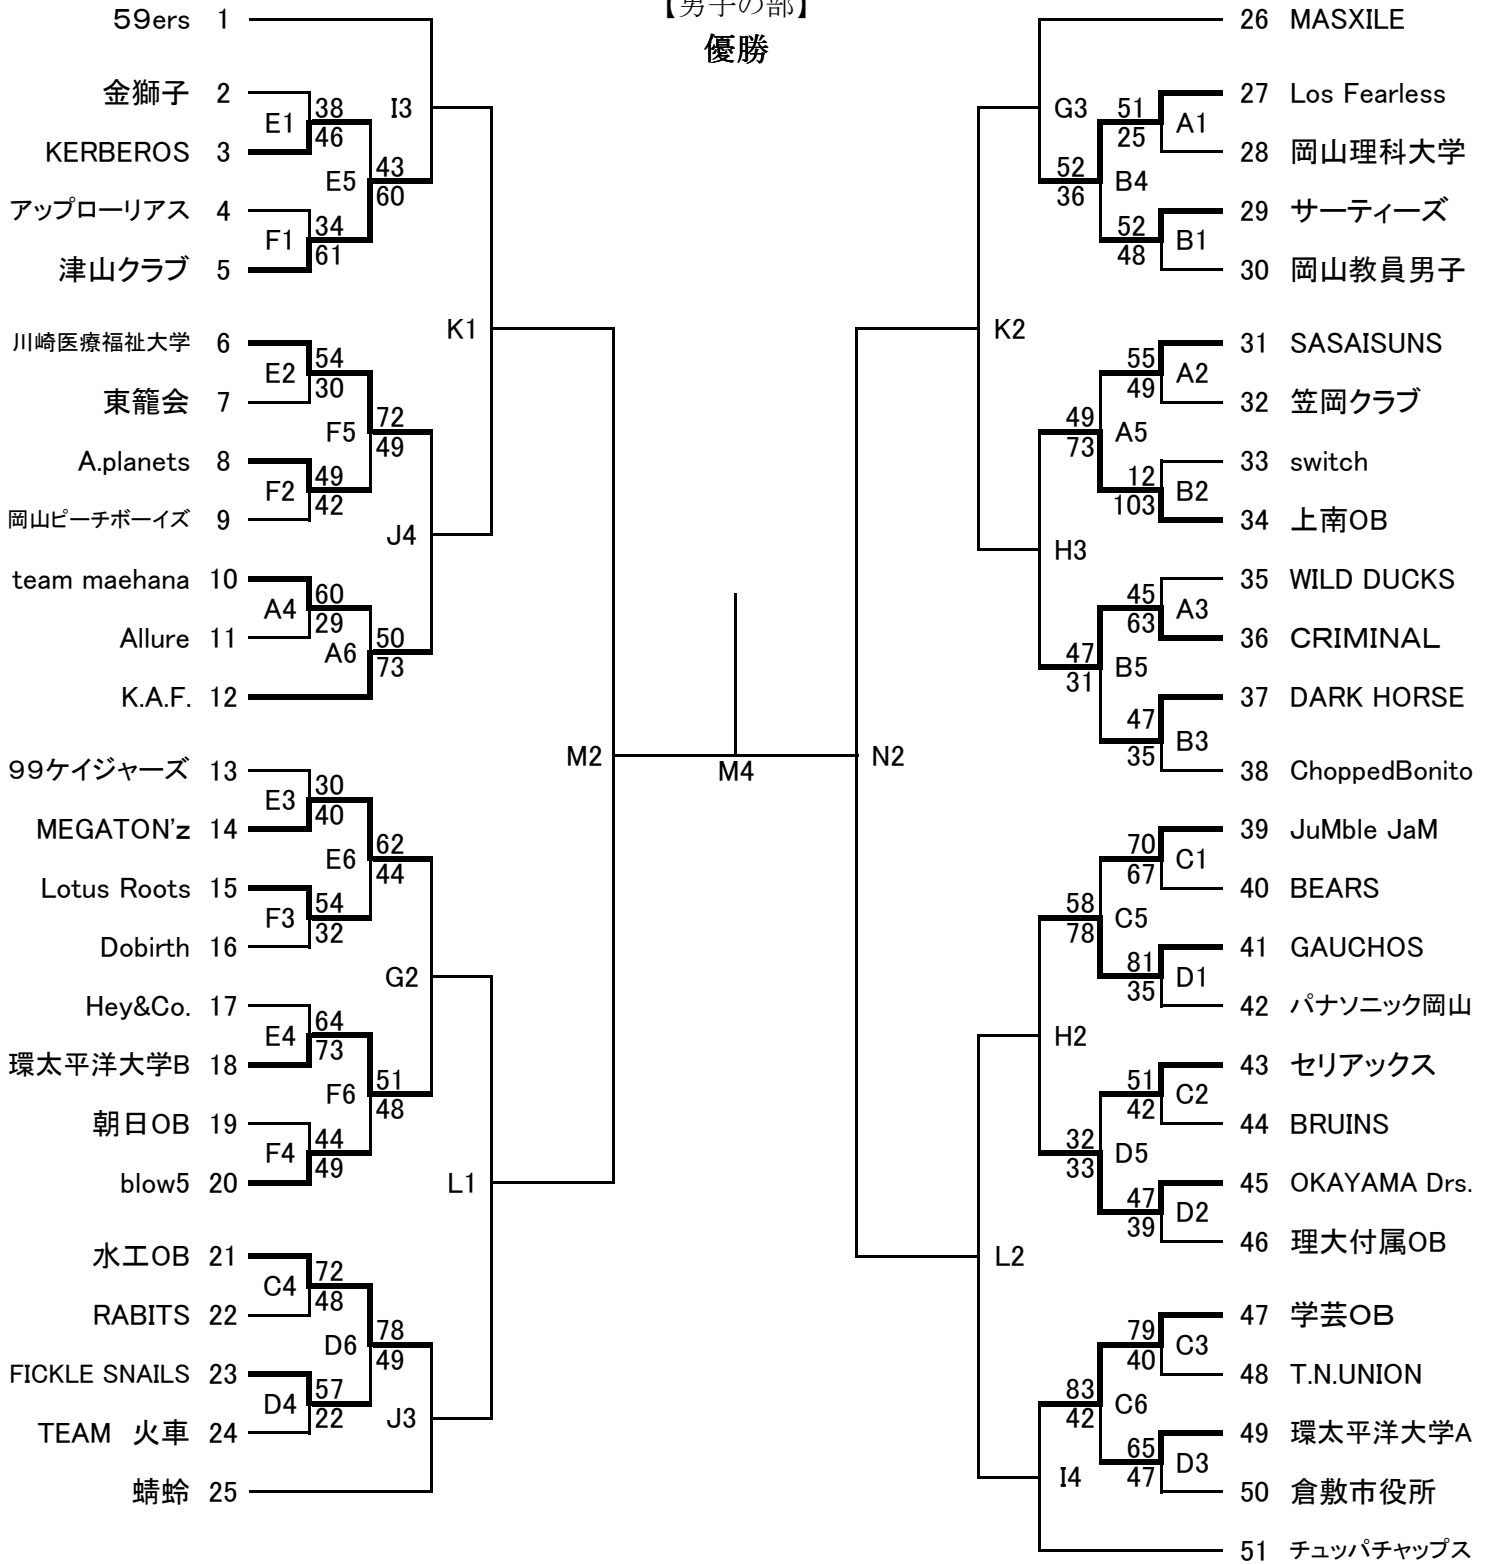 【男子の部】
優勝
59ers 1
I3
金獅子 2
E1 38
46
KERBEROS 3
E5 43
60
アップローリアス 4
F1 34
61
津山クラブ 5
K1
川崎医療福祉大学 6
E2 54
30
東籠会 7
F5 72
49
A.planets 8
F2 49
42
岡山ピーチボーイズ 9
J4
team maehana 10
A4 60
29
Allure 11
A6 50
73
K.A.F. 12
M2
99ケイジャーズ 13
E3 30
40
MEGATON'z 14
E6 62
44
Lotus Roots 15
F3 54
32
Dobirth 16
G2
Hey&Co. 17
E4 64
73
環太平洋大学B 18
F6 51
48
朝日OB 19
F4 44
49
blow5 20
L1
水工OB 21
C4 72
48
RABITS 22
D6 78
49
FICKLE SNAILS 23
D4 57
22
TEAM 火車 24
J3
蜻蛉 25
M4
26 MASXILE
G3
27 Los Fearless
51 A1
25
28 岡山理科大学
52 B4
36
29 サーティーズ
52 B1
48
30 岡山教員男子
K2
31 SASAISUNS
55 A2
49
32 笠岡クラブ
49 A5
73
33 switch
12 B2
103
34 上南OB
H3
35 WILD DUCKS
45 A3
63
36 CRIMINAL
47 B5
31
37 DARK HORSE
47 B3
35
38 ChoppedBonito
N2
39 JuMble JaM
70 C1
67
40 BEARS
58 C5
78
41 GAUCHOS
81 D1
35
42 パナソニック岡山
H2
43 セリアックス
51 C2
42
44 BRUINS
32 D5
33
45 OKAYAMA Drs.
47 D2
39
46 理大付属OB
L2
47 学芸OB
79 C3
40
48 T.N.UNION
83 C6
42
49 環太平洋大学A
65 D3
47
50 倉敷市役所
I4
51 チュッパチャップス